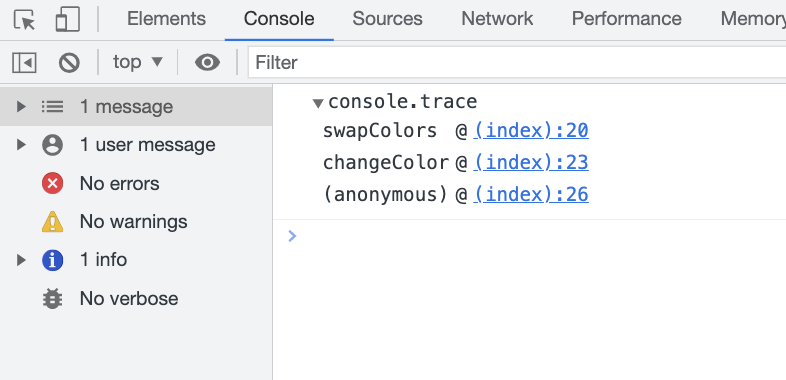 Elements Console Sources Network Performance Memory
top Filter
1 message
1 user message
No errors
No warnings
1 info
No verbose
console.trace
swapColors @ (index):20
changeColor @ (index):23
(anonymous) @ (index):26